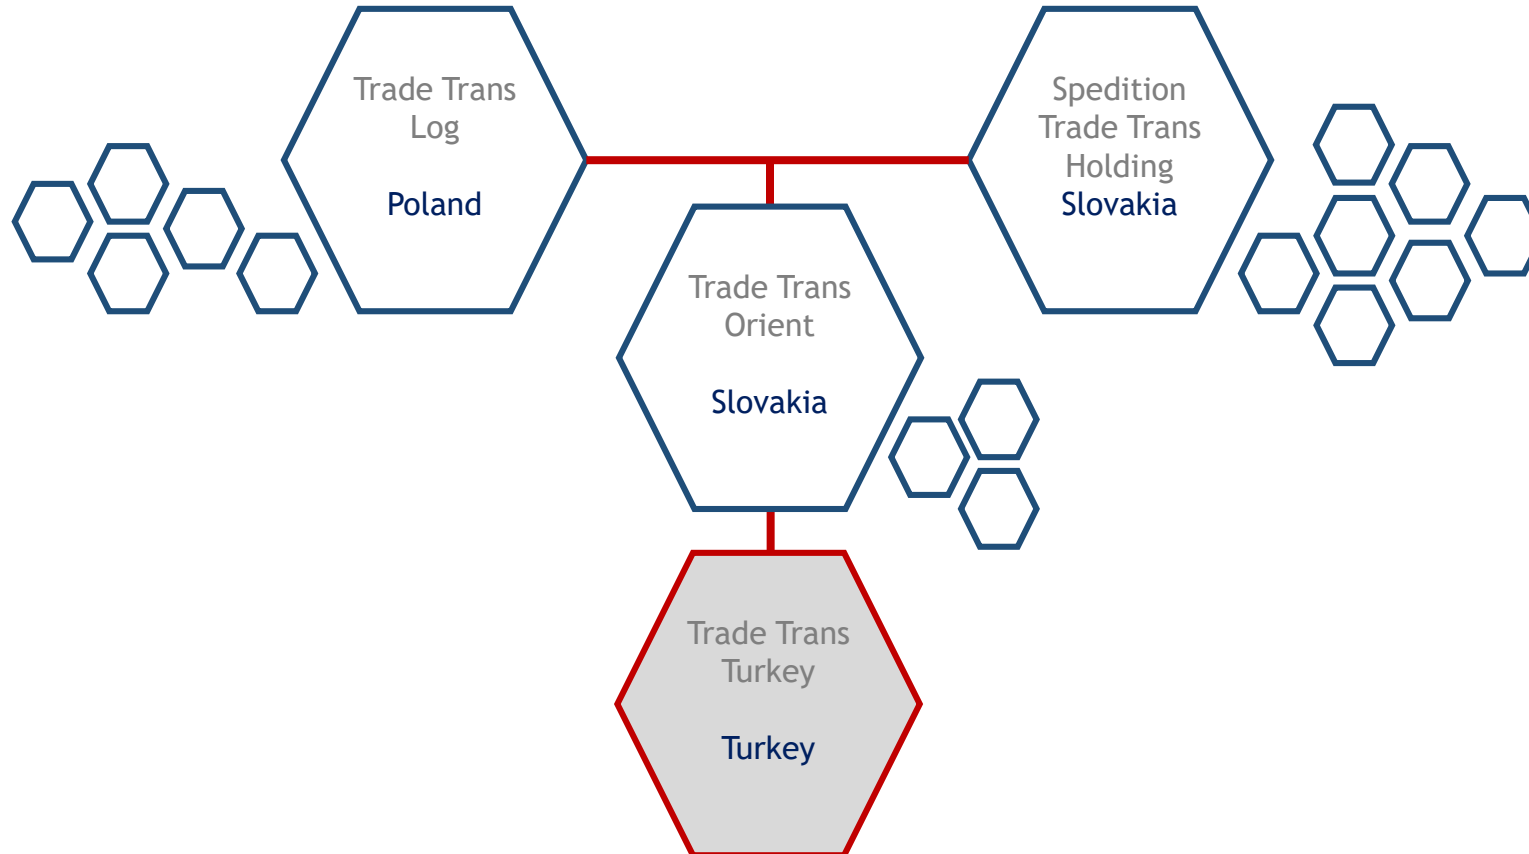 Trade Trans
Log
Poland
Spedition
Trade Trans
Holding
Slovakia
Trade Trans
Orient
Slovakia
Trade Trans
Turkey
Turkey